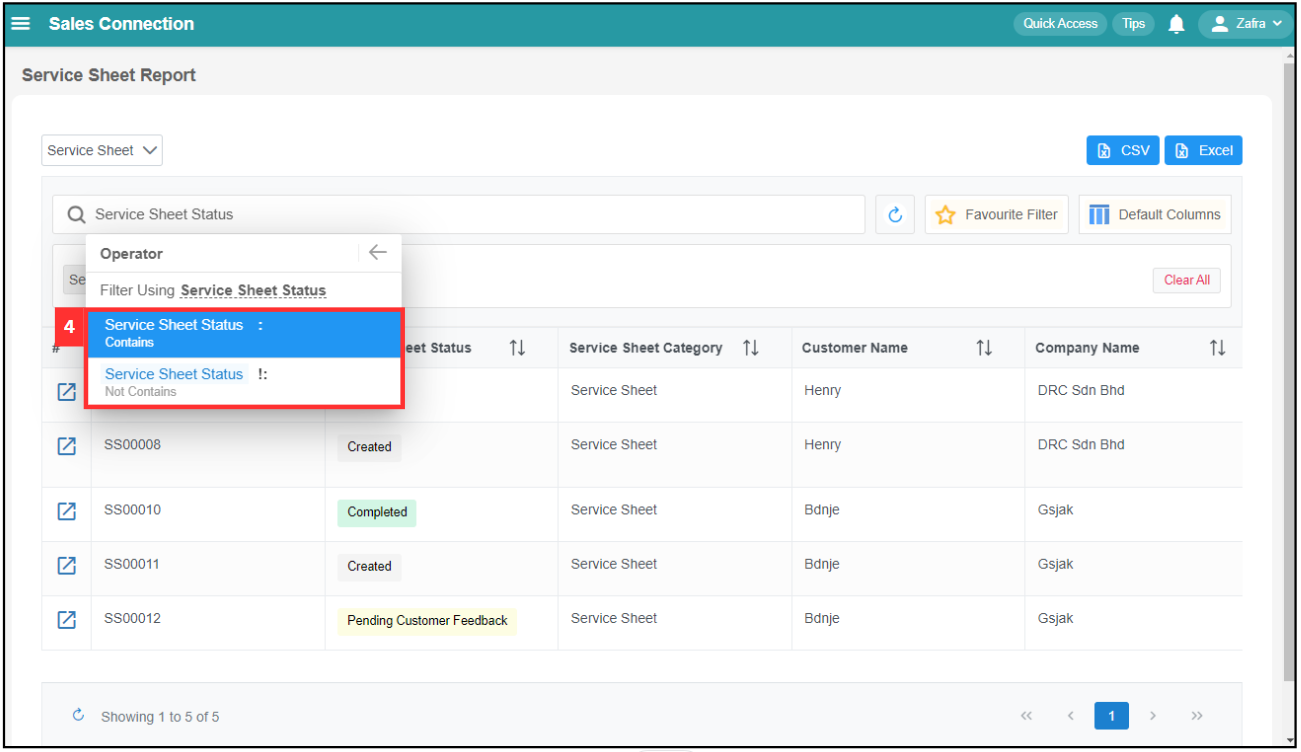 Sales Connection
Quick Access
Tips
Zafra
Service Sheet Report
Service Sheet
CSV
Excel
Service Sheet Status
Favourite Filter
Default Columns
Operator
Se
Clear All
Filter Using Service Sheet Status
4
Service Sheet Status :
Contains
Service Sheet Status !:
Not Contains
# eet Status Service Sheet Category Customer Name Company Name
Service Sheet Henry DRC Sdn Bhd
SS00008 Created Service Sheet Henry DRC Sdn Bhd
SS00010 Completed Service Sheet Bdnje Gsjak
SS00011 Created Service Sheet Bdnje Gsjak
SS00012 Pending Customer Feedback Service Sheet Bdnje Gsjak
Showing 1 to 5 of 5
<< < 1 > >>